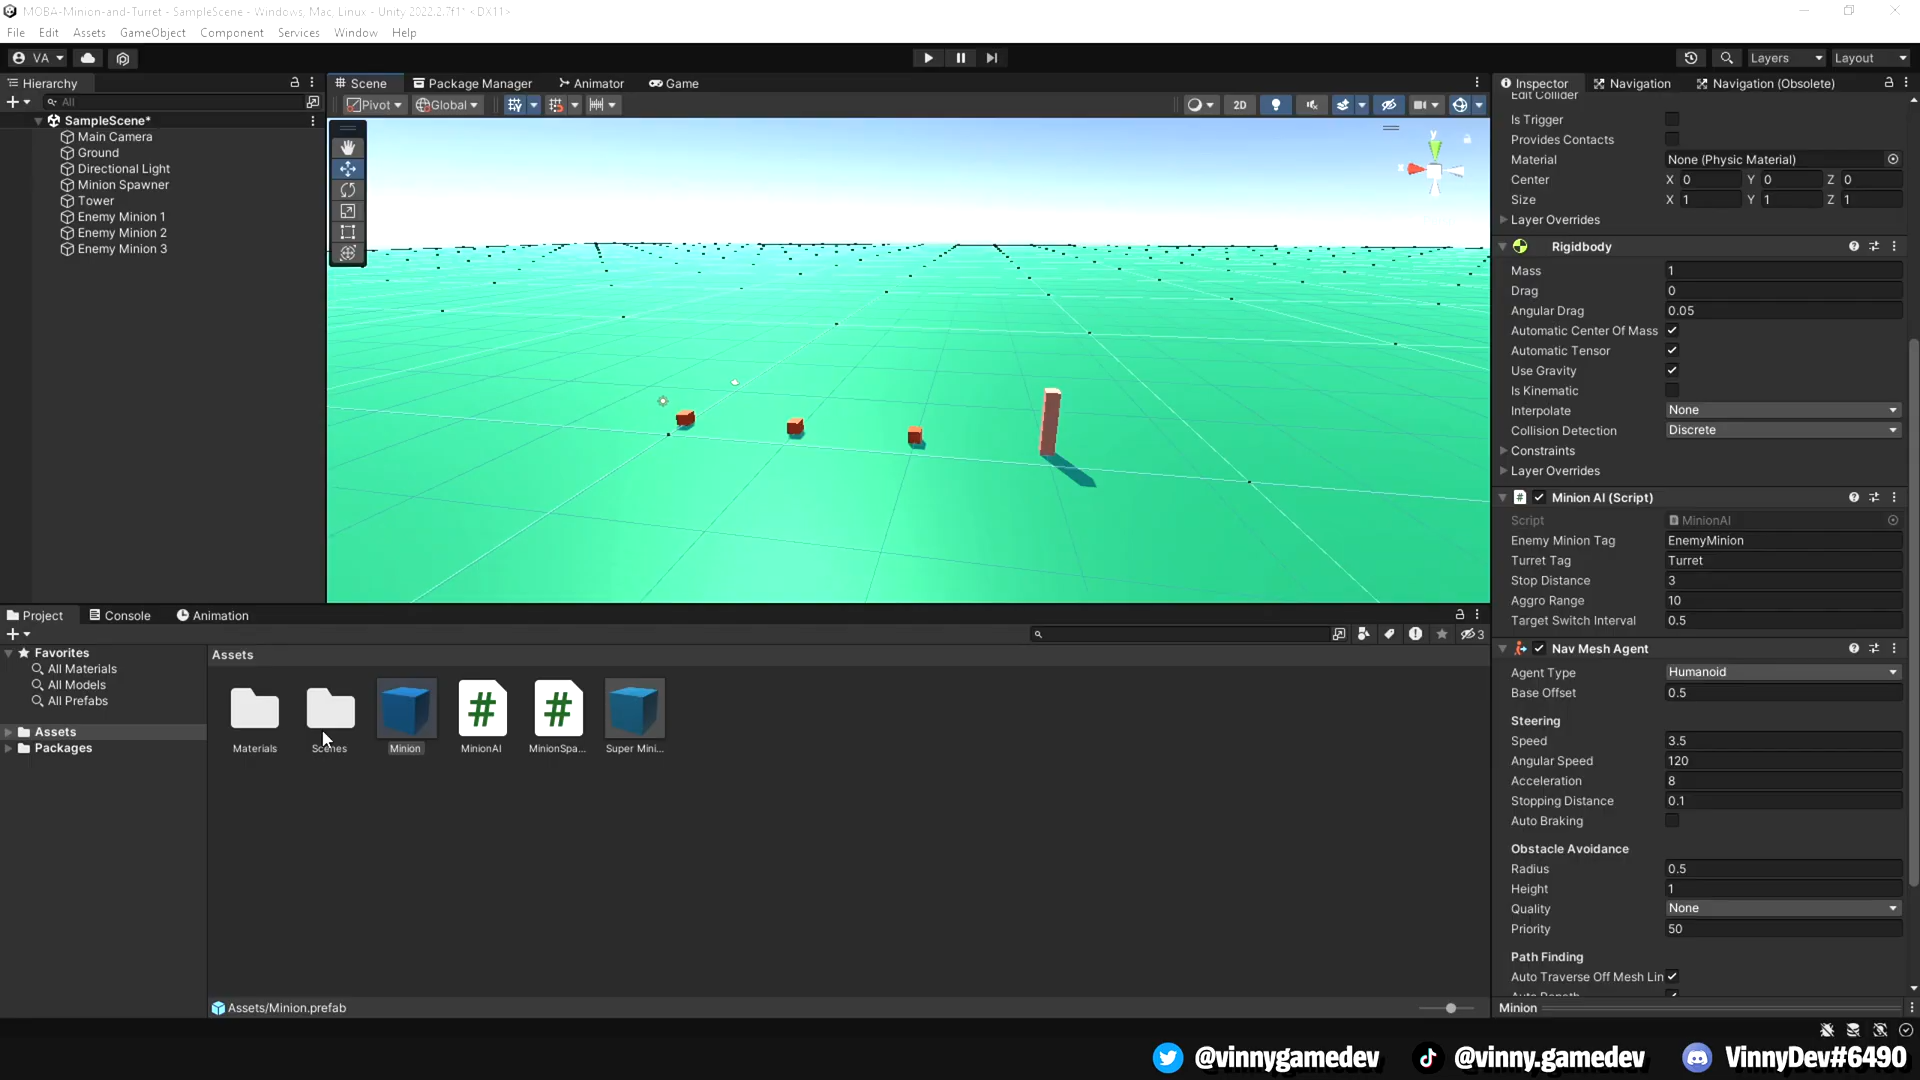 MOBA-Minion-and-Turret - SampleScene - Windows, Mac, Linux - Unity 2022.2.7f1* <DX11>
File Edit Assets GameObject Component Services Window Help
VA Layers Layout
Hierarchy
All
SampleScene*
Main Camera
Ground
Directional Light
Minion Spawner
Tower
Enemy Minion 1
Enemy Minion 2
Enemy Minion 3
Scene Package Manager Animator Game
Pivot Global 2D
y
Inspector Navigation Navigation (Obsolete)
Edit Collider
Is Trigger
Provides Contacts
Material None (Physic Material)
Center X 0 Y 0 Z 0
Size X 1 Y 1 Z 1
Layer Overrides
Rigidbody
Mass 1
Drag 0
Angular Drag 0.05
Automatic Center Of Mass
Automatic Tensor
Use Gravity
Is Kinematic
Interpolate None
Collision Detection Discrete
Constraints
Layer Overrides
# Minion AI (Script)
Script MinionAI
Enemy Minion Tag EnemyMinion
Turret Tag Turret
Stop Distance 3
Aggro Range 10
Target Switch Interval 0.5
Nav Mesh Agent
Agent Type Humanoid
Base Offset 0.5
Steering
Speed 3.5
Angular Speed 120
Acceleration 8
Stopping Distance 0.1
Auto Braking
Obstacle Avoidance
Radius 0.5
Height 1
Quality None
Priority 50
Path Finding
Auto Traverse Off Mesh Lin
Minion
Project Console Animation
3
Favorites
All Materials
All Models
All Prefabs
Assets
Packages
Assets
# #
Materials Scenes Minion MinionAI MinionSpa... Super Mini...
Assets/Minion.prefab
@vinnygamedev @vinny.gamedev VinnyDev#6490